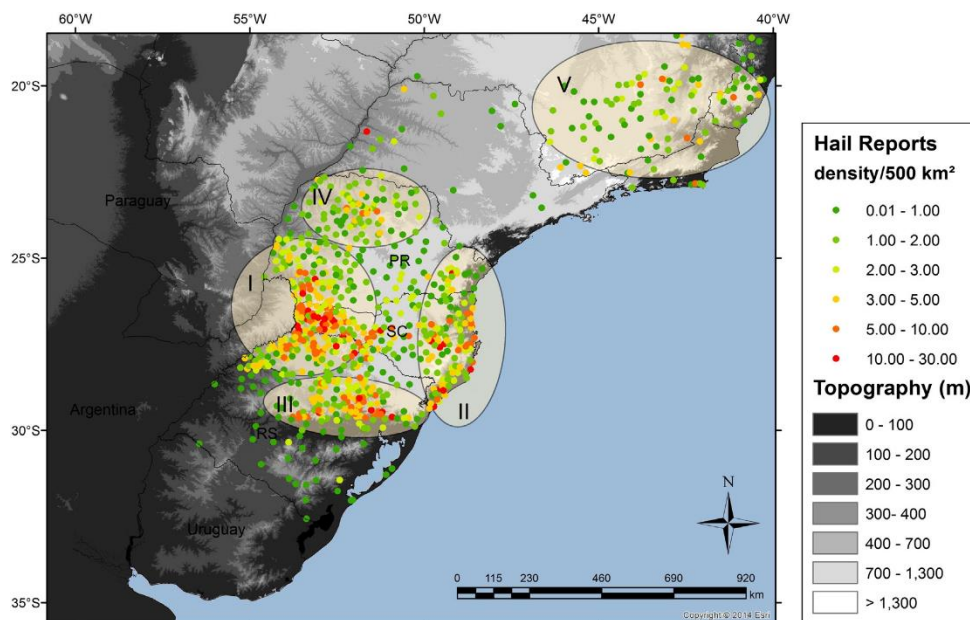 60°W 55°W 50°W 45°W 40°W
20°S
25°S
30°S
35°S
V
IV
Paraguay
PR
I
SC
Argentina
III
II
RS
Uruguay
N
0 115 230 460 690 920
km
Copyright © 2014 Esri
Hail Reports
density/500 km²
0.01 - 1.00
1.00 - 2.00
2.00 - 3.00
3.00 - 5.00
5.00 - 10.00
10.00 - 30.00
Topography (m)
0 - 100
100 - 200
200 - 300
300- 400
400 - 700
700 - 1,300
> 1,300